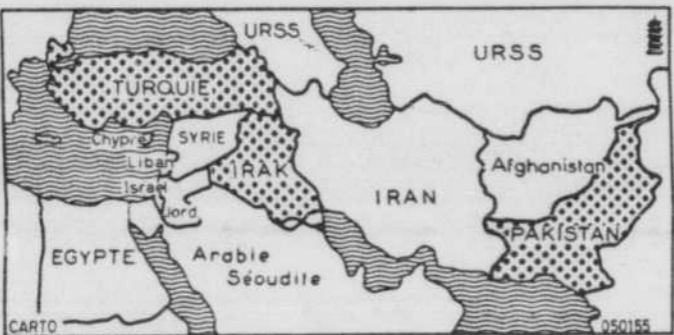 URSS
URSS
TURQUIE
Chypre
SYRIE
Liban
Israel
IRAK
Afghanistan
IRAN
Jord
PAKISTAN
EGYPTE
Arabie
Séoudite
CARTO
050155